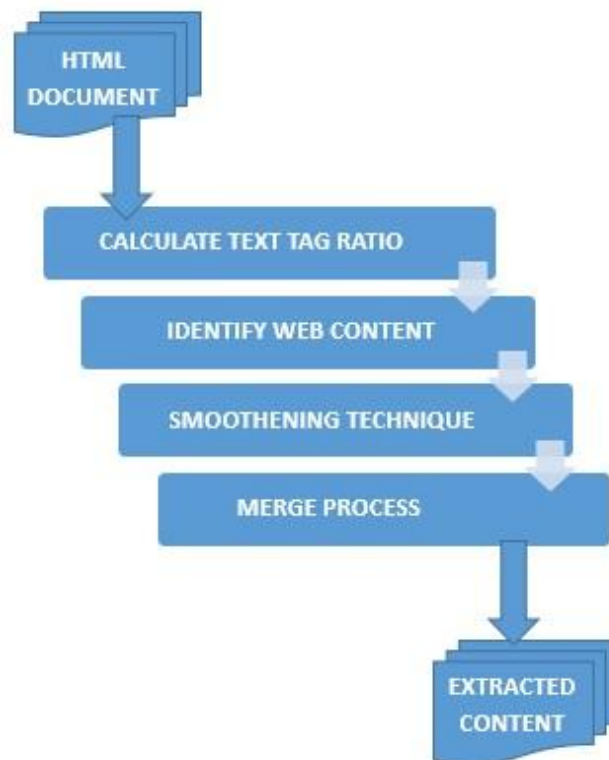 HTML
DOCUMENT
CALCULATE TEXT TAG RATIO
IDENTIFY WEB CONTENT
SMOOTHENING TECHNIQUE
MERGE PROCESS
EXTRACTED
CONTENT